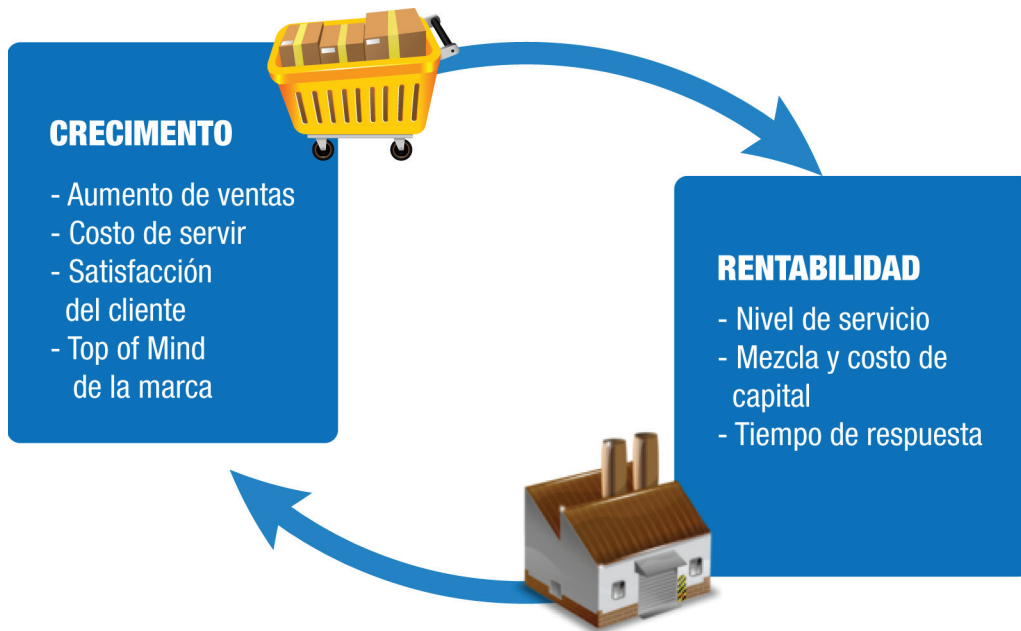 CRECIMENTO
- Aumento de ventas
- Costo de servir
- Satisfacción
del cliente
- Top of Mind
de la marca
RENTABILIDAD
- Nivel de servicio
- Mezcla y costo de
capital
- Tiempo de respuesta